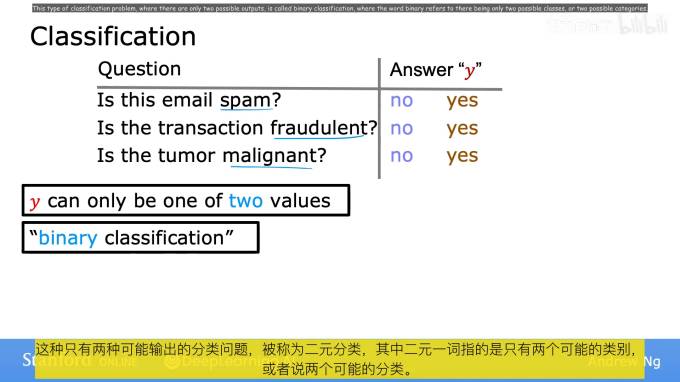 This type of classification problem, where there are only two possible outputs, is called binary classification, where the word binary refers to there being only two possible classes, or two possible categories.
Classification
Question Answer “y”
Is this email spam? no yes
Is the transaction fraudulent? no yes
Is the tumor malignant? no yes
y can only be one of two values
“binary classification”
这种只有两种可能输出的分类问题，被称为二元分类，其中二元一词指的是只有两个可能的类别，
或者说两个可能的分类。
Stanford ONLINE DeepLearning Andrew Ng
bilibili